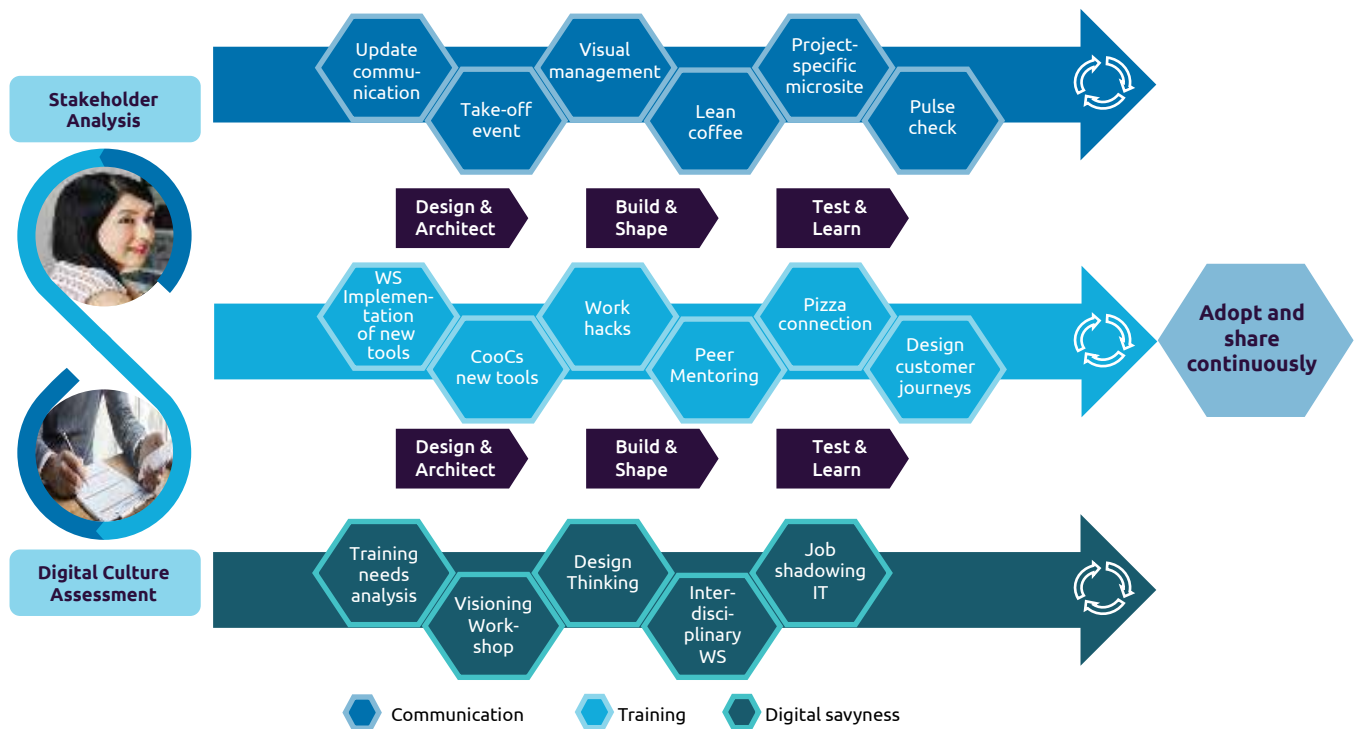 Stakeholder
Analysis
Update
commu-
nication
Take-off
event
Visual
management
Lean
coffee
Project-
specific
microsite
Pulse
check
Design &
Architect
Build &
Shape
Test &
Learn
WS
Implemen-
tation
of new
tools
CooCs
new tools
Work
hacks
Peer
Mentoring
Pizza
connection
Design
customer
journeys
Adopt and
share
continuously
Design &
Architect
Build &
Shape
Test &
Learn
Digital Culture
Assessment
Training
needs
analysis
Visioning
Work-
shop
Design
Thinking
Inter-
disci-
plinary
WS
Job
shadowing
IT
Communication
Training
Digital savyness